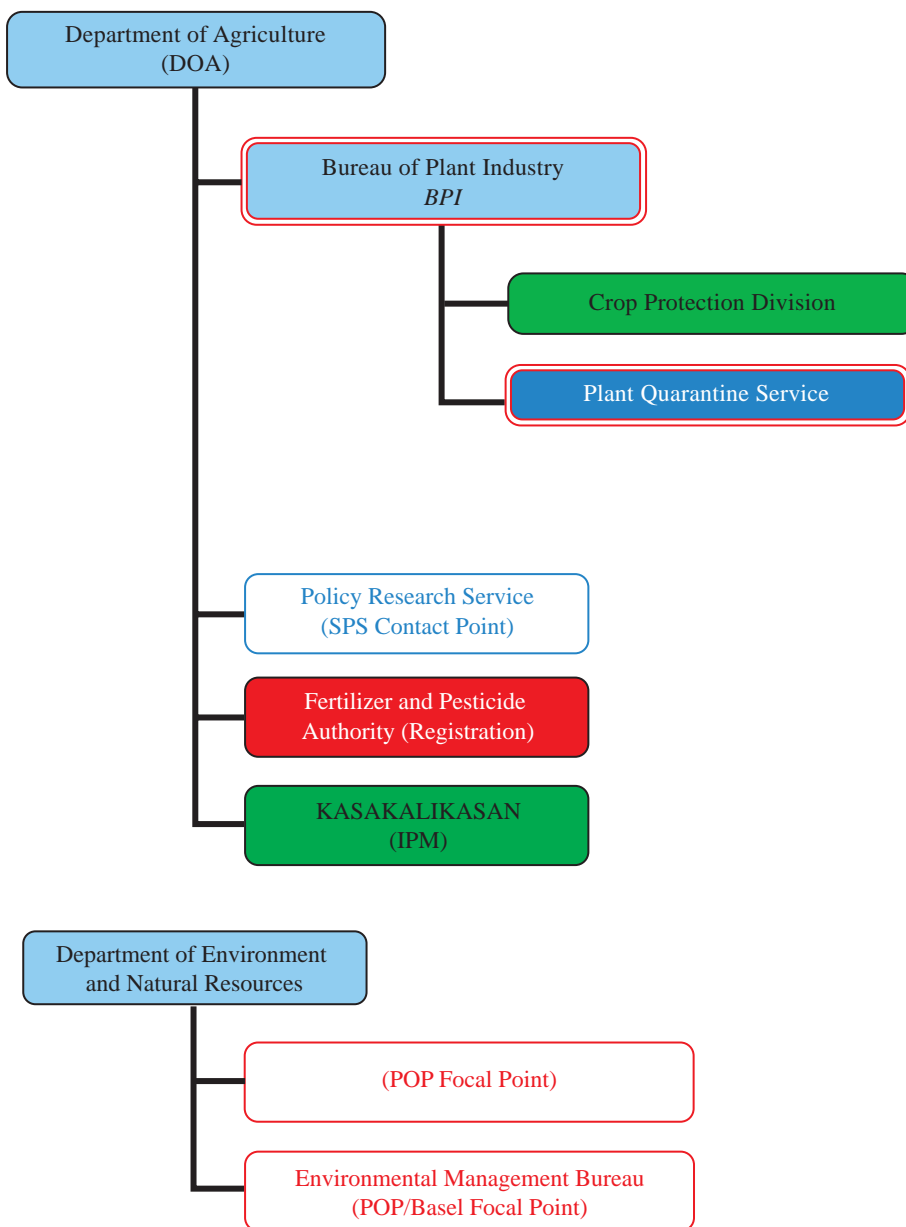 Department of Agriculture
(DOA)
Bureau of Plant Industry
BPI
Crop Protection Division
Plant Quarantine Service
Policy Research Service
(SPS Contact Point)
Fertilizer and Pesticide
Authority (Registration)
KASAKALIKASAN
(IPM)
Department of Environment
and Natural Resources
(POP Focal Point)
Environmental Management Bureau
(POP/Basel Focal Point)